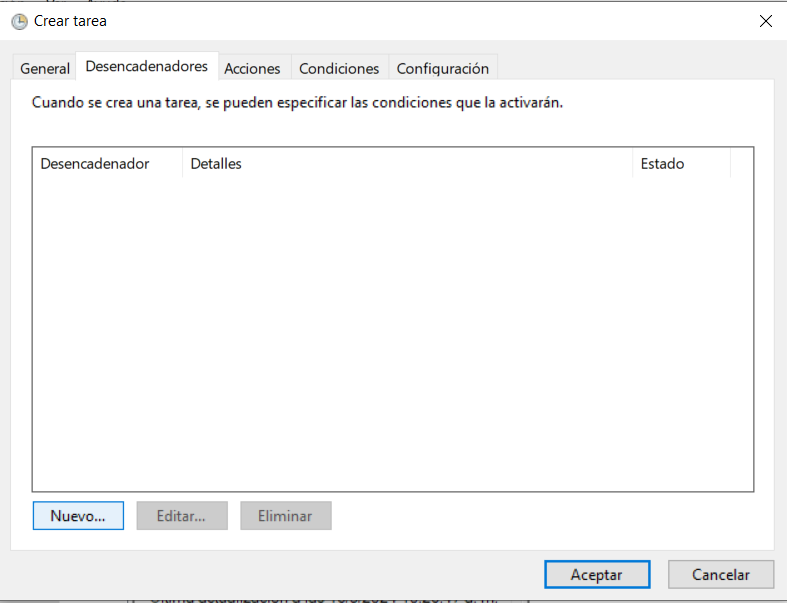 Crear tarea
General Desencadenadores Acciones Condiciones Configuración
Cuando se crea una tarea, se pueden especificar las condiciones que la activarán.
Desencadenador Detalles Estado
Nuevo... Editar... Eliminar
Aceptar Cancelar